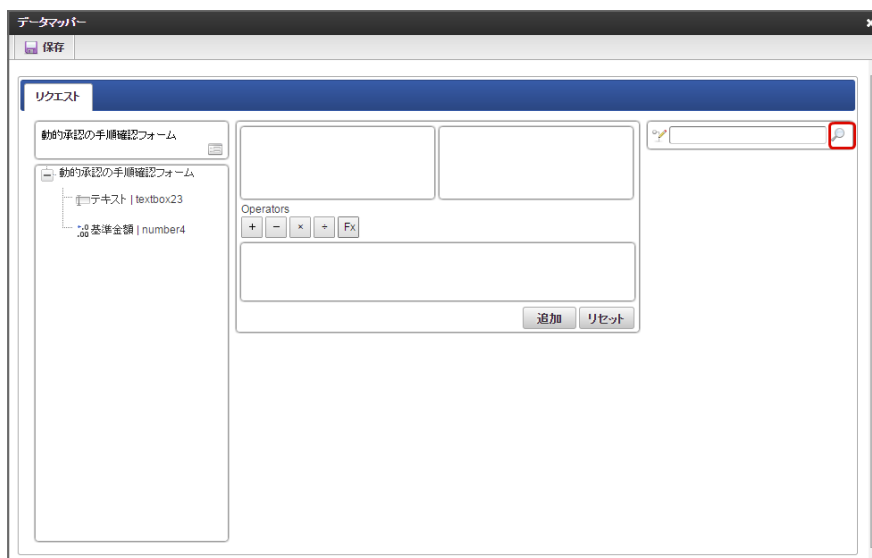 データマッパー
保存
リクエスト
動的承認の手順確認フォーム
動的承認の手順確認フォーム
テキスト | textbox23
基準金額 | number4
Operators
+ − × ÷ Fx
追加 リセット